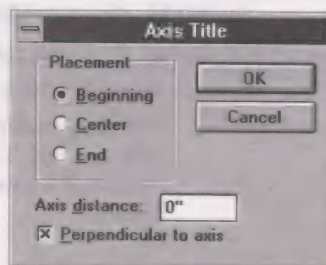 Axis Title
Placement
Beginning
Center
End
OK
Cancel
Axis distance: 0"
Perpendicular to axis